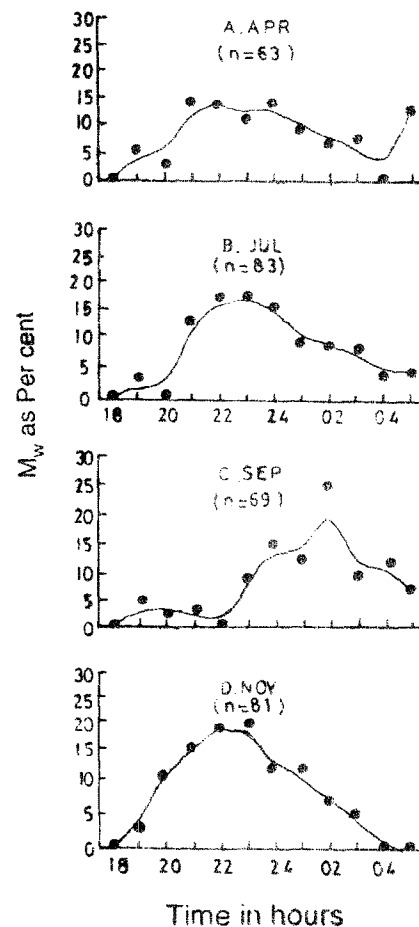 M_w as Per cent
A. APR
(n=63)
30
25
20
15
10
5
0
B. JUL
(n=83)
30
25
20
15
10
5
0
18 20 22 24 02 04
C. SEP
(n=69)
30
25
20
15
10
5
0
D. NOV
(n=81)
30
25
20
15
10
5
0
18 20 22 24 02 04
Time in hours